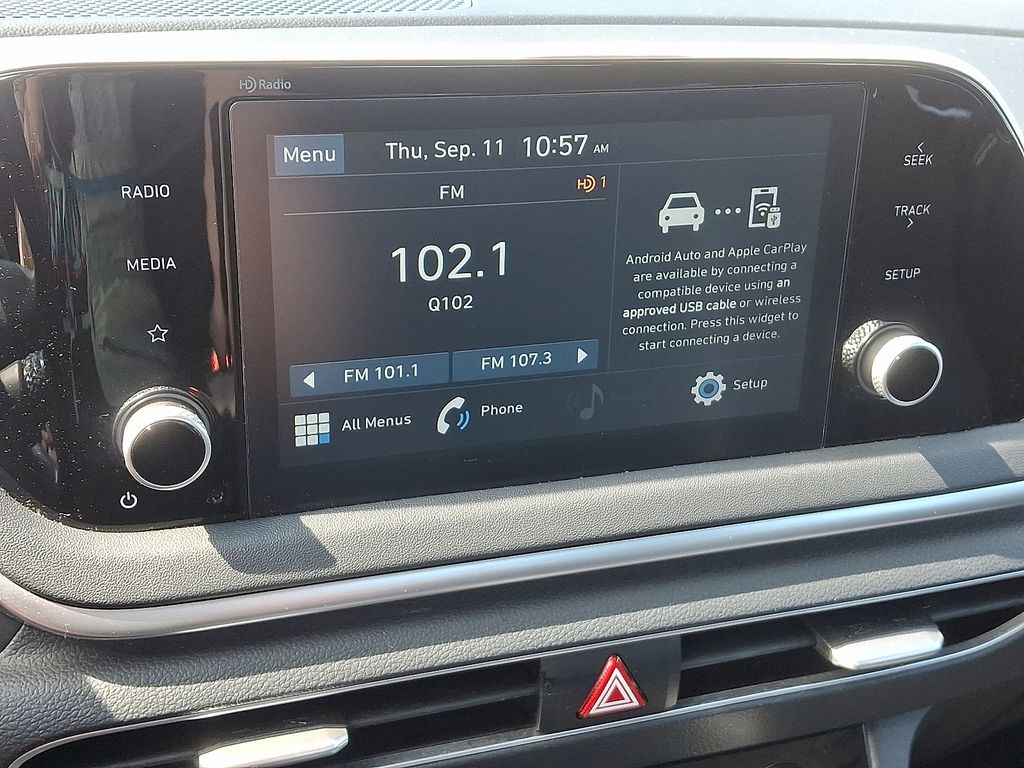 HD Radio
RADIO
MEDIA
Menu
Thu, Sep. 11 10:57 AM
FM
HD 1
102.1
Q102
FM 101.1
FM 107.3
Android Auto and Apple CarPlay
are available by connecting a
compatible device using an
approved USB cable or wireless
connection. Press this widget to
start connecting a device.
All Menus
Phone
Setup
SEEK
TRACK
SETUP